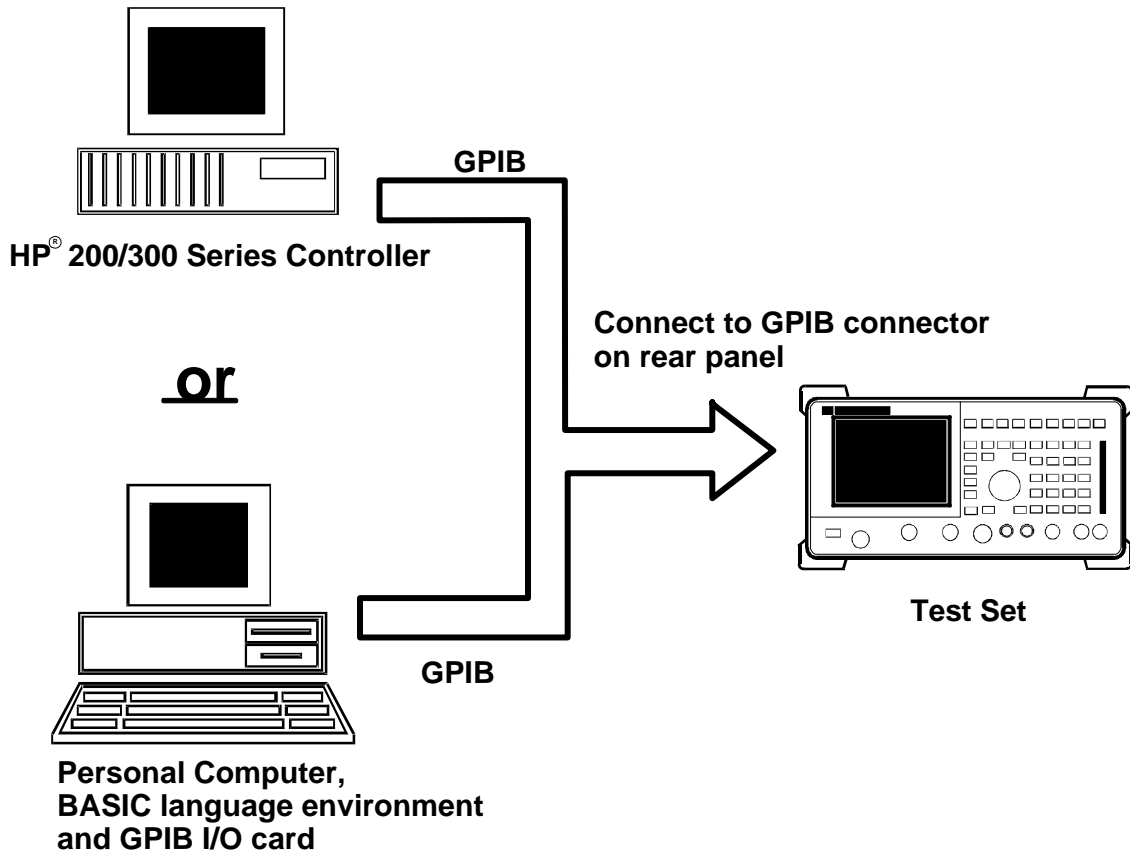 GPIB
HP® 200/300 Series Controller
Connect to GPIB connector
on rear panel
or
Test Set
GPIB
Personal Computer,
BASIC language environment
and GPIB I/O card